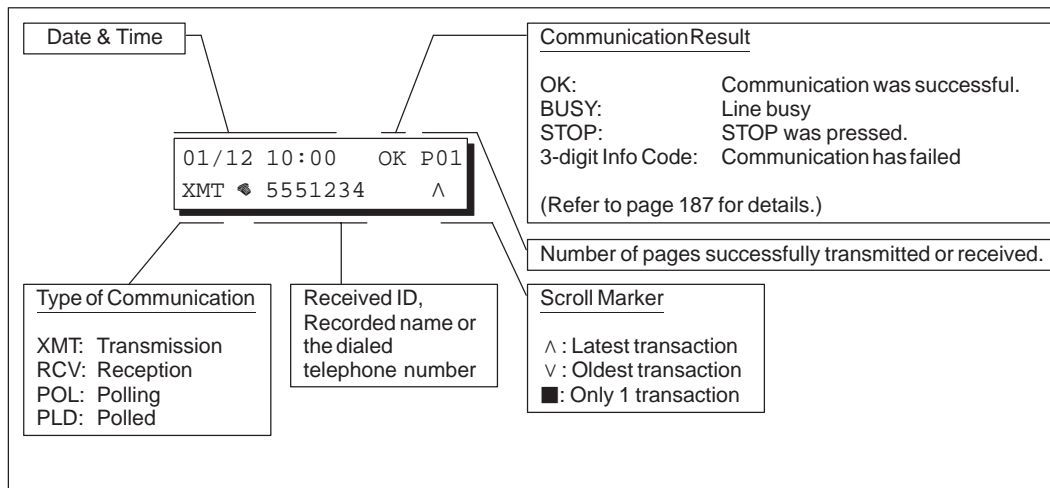 Date & Time
Communication Result
OK: Communication was successful.
BUSY: Line busy
STOP: STOP was pressed.
3-digit Info Code: Communication has failed
(Refer to page 187 for details.)
01/12 10:00 OK P01
XMT 5551234 ∧
Number of pages successfully transmitted or received.
Type of Communication
XMT: Transmission
RCV: Reception
POL: Polling
PLD: Polled
Received ID,
Recorded name or
the dialed
telephone number
Scroll Marker
∧ : Latest transaction
∨ : Oldest transaction
■: Only 1 transaction